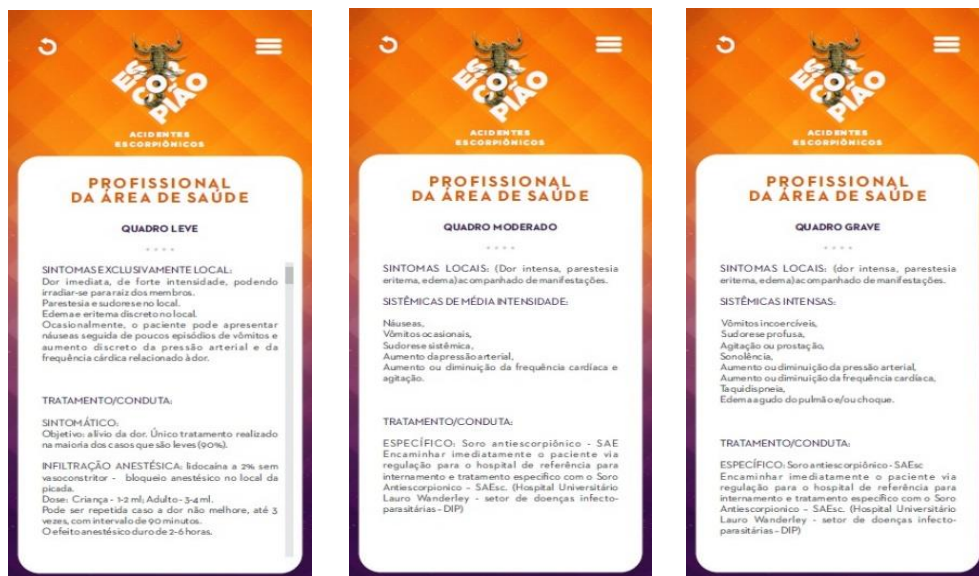 ESCORPIÃO
ACIDENTES
ESCORPIÔNICOS
PROFISSIONAL
DA ÁREA DE SAÚDE
QUADRO LEVE
SINTOMAS EXCLUSIVAMENTE LOCAL:
Dor imediata, de forte intensidade, podendo
irradiar-se para raiz dos membros.
Parestesia e sudorese no local.
Edema e eritema discreto no local.
Ocasionalmente, o paciente pode apresentar
náuseas seguida de poucos episódios de vômitos e
aumento discreto da pressão arterial e da
frequência cárdica relacionado à dor.
TRATAMENTO/CONDUTA:
SINTOMÁTICO:
Objetivo: alívio da dor. Único tratamento realizado
na maioria dos casos que são leves (90%).
INFILTRAÇÃO ANESTÉSICA: lidocaína a 2% sem
vasoconstritor - bloqueio anestésico no local da
picada.
Dose: Criança - 1-2 ml; Adulto - 3-4 ml.
Pode ser repetida caso a dor não melhore, até 3
vezes, com intervalo de 90 minutos.
O efeito anestésico duro de 2-6 horas.
ESCORPIÃO
ACIDENTES
ESCORPIÔNICOS
PROFISSIONAL
DA ÁREA DE SAÚDE
QUADRO MODERADO
SINTOMAS LOCAIS: (Dor intensa, parestesia
eritema, edema) acompanhado de manifestações.
SISTÊMICAS DE MÉDIA INTENSIDADE:
Náuseas,
Vômitos ocasionais,
Sudorese sistêmica,
Aumento da pressão arterial,
Aumento ou diminuição da frequência cardíaca e
agitação.
TRATAMENTO/CONDUTA:
ESPECÍFICO: Soro antiescorpiônico - SAE
Encaminhar imediatamente o paciente via
regulação para o hospital de referência para
internamento e tratamento específico com o Soro
Antiescorpionico - SAEsc. (Hospital Universitário
Lauro Wanderley - setor de doenças infecto-
parasitárias - DIP)
ESCORPIÃO
ACIDENTES
ESCORPIÔNICOS
PROFISSIONAL
DA ÁREA DE SAÚDE
QUADRO GRAVE
SINTOMAS LOCAIS: (dor intensa, parestesia
eritema, edema) acompanhado de manifestações.
SISTÊMICAS INTENSAS:
Vômitos incoercíveis,
Sudorese profusa,
Agitação ou prostação,
Sonolência,
Aumento ou diminuição da pressão arterial,
Aumento ou diminuição da frequência cardíaca,
Taquidispneia,
Edema agudo do pulmão e/ou choque.
TRATAMENTO/CONDUTA:
ESPECÍFICO: Soro antiescorpiônico - SAEsc
Encaminhar imediatamente o paciente via
regulação para o hospital de referência para
internamento e tratamento específico com o Soro
Antiescorpionico - SAEsc. (Hospital Universitário
Lauro Wanderley - setor de doenças infecto-
parasitárias - DIP)